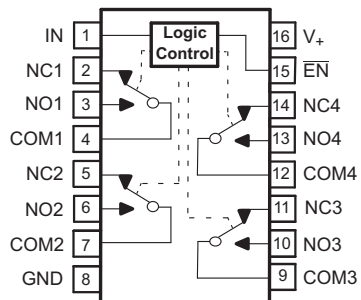 IN 1 Logic Control 16 V+
2 15 E̅N̅
NC1
NO1 3 14 NC4
COM1 4 13 NO4
NC2 5 12 COM4
NO2 6 11 NC3
COM2 7 10 NO3
GND 8 9 COM3